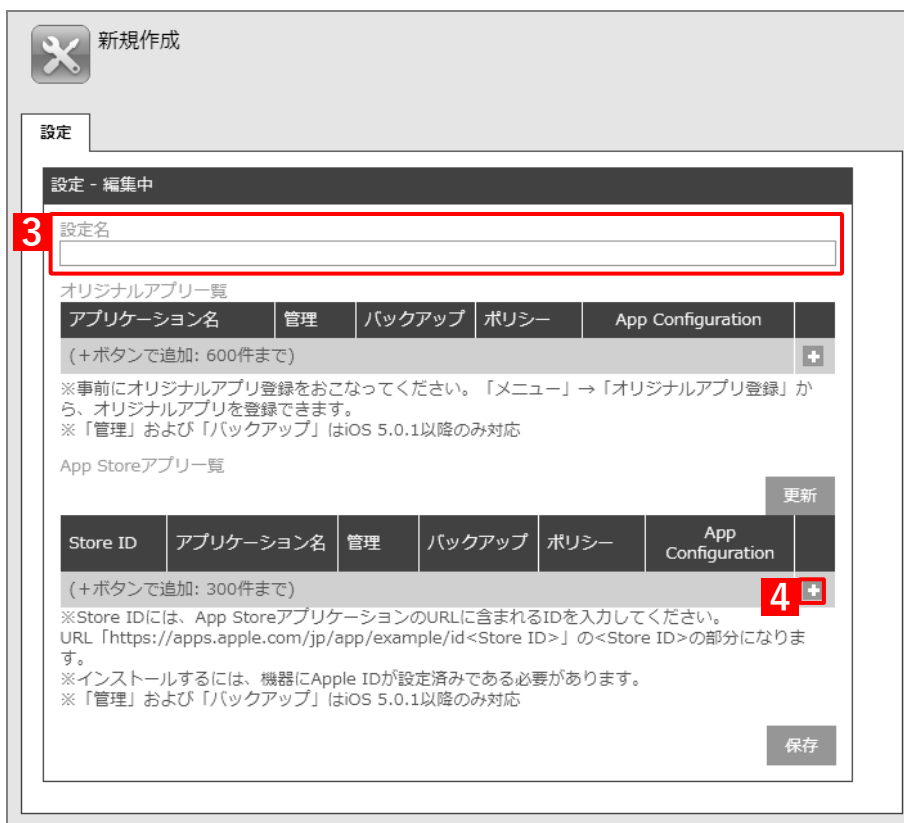 新規作成
設定
設定 - 編集中
3
設定名
オリジナルアプリ一覧
アプリケーション名 管理 バックアップ ポリシー App Configuration
(+ボタンで追加: 600件まで)
※事前にオリジナルアプリ登録をおこなってください。「メニュー」→「オリジナルアプリ登録」か
ら、オリジナルアプリを登録できます。
※「管理」および「バックアップ」はiOS 5.0.1以降のみ対応
App Storeアプリ一覧
更新
Store ID アプリケーション名 管理 バックアップ ポリシー App
Configuration
(+ボタンで追加: 300件まで)
4
※Store IDには、App StoreアプリケーションのURLに含まれるIDを入力してください。
URL「https://apps.apple.com/jp/app/example/id<Store ID>」の<Store ID>の部分になりま
す。
※インストールするには、機器にApple IDが設定済みである必要があります。
※「管理」および「バックアップ」はiOS 5.0.1以降のみ対応
保存